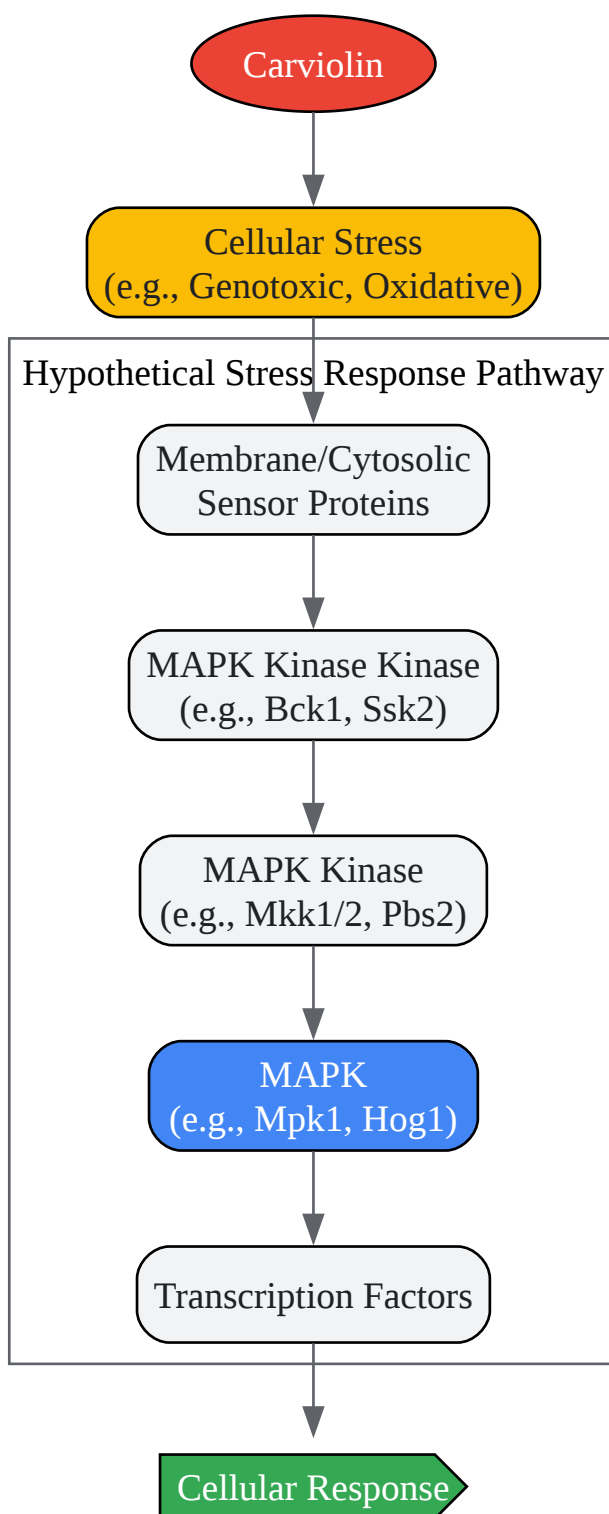 Carviolin
Cellular Stress
(e.g., Genotoxic, Oxidative)
Hypothetical Stress Response Pathway
Membrane/Cytosolic
Sensor Proteins
MAPK Kinase Kinase
(e.g., Bck1, Ssk2)
MAPK Kinase
(e.g., Mkk1/2, Pbs2)
MAPK
(e.g., Mpk1, Hog1)
Transcription Factors
Cellular Response